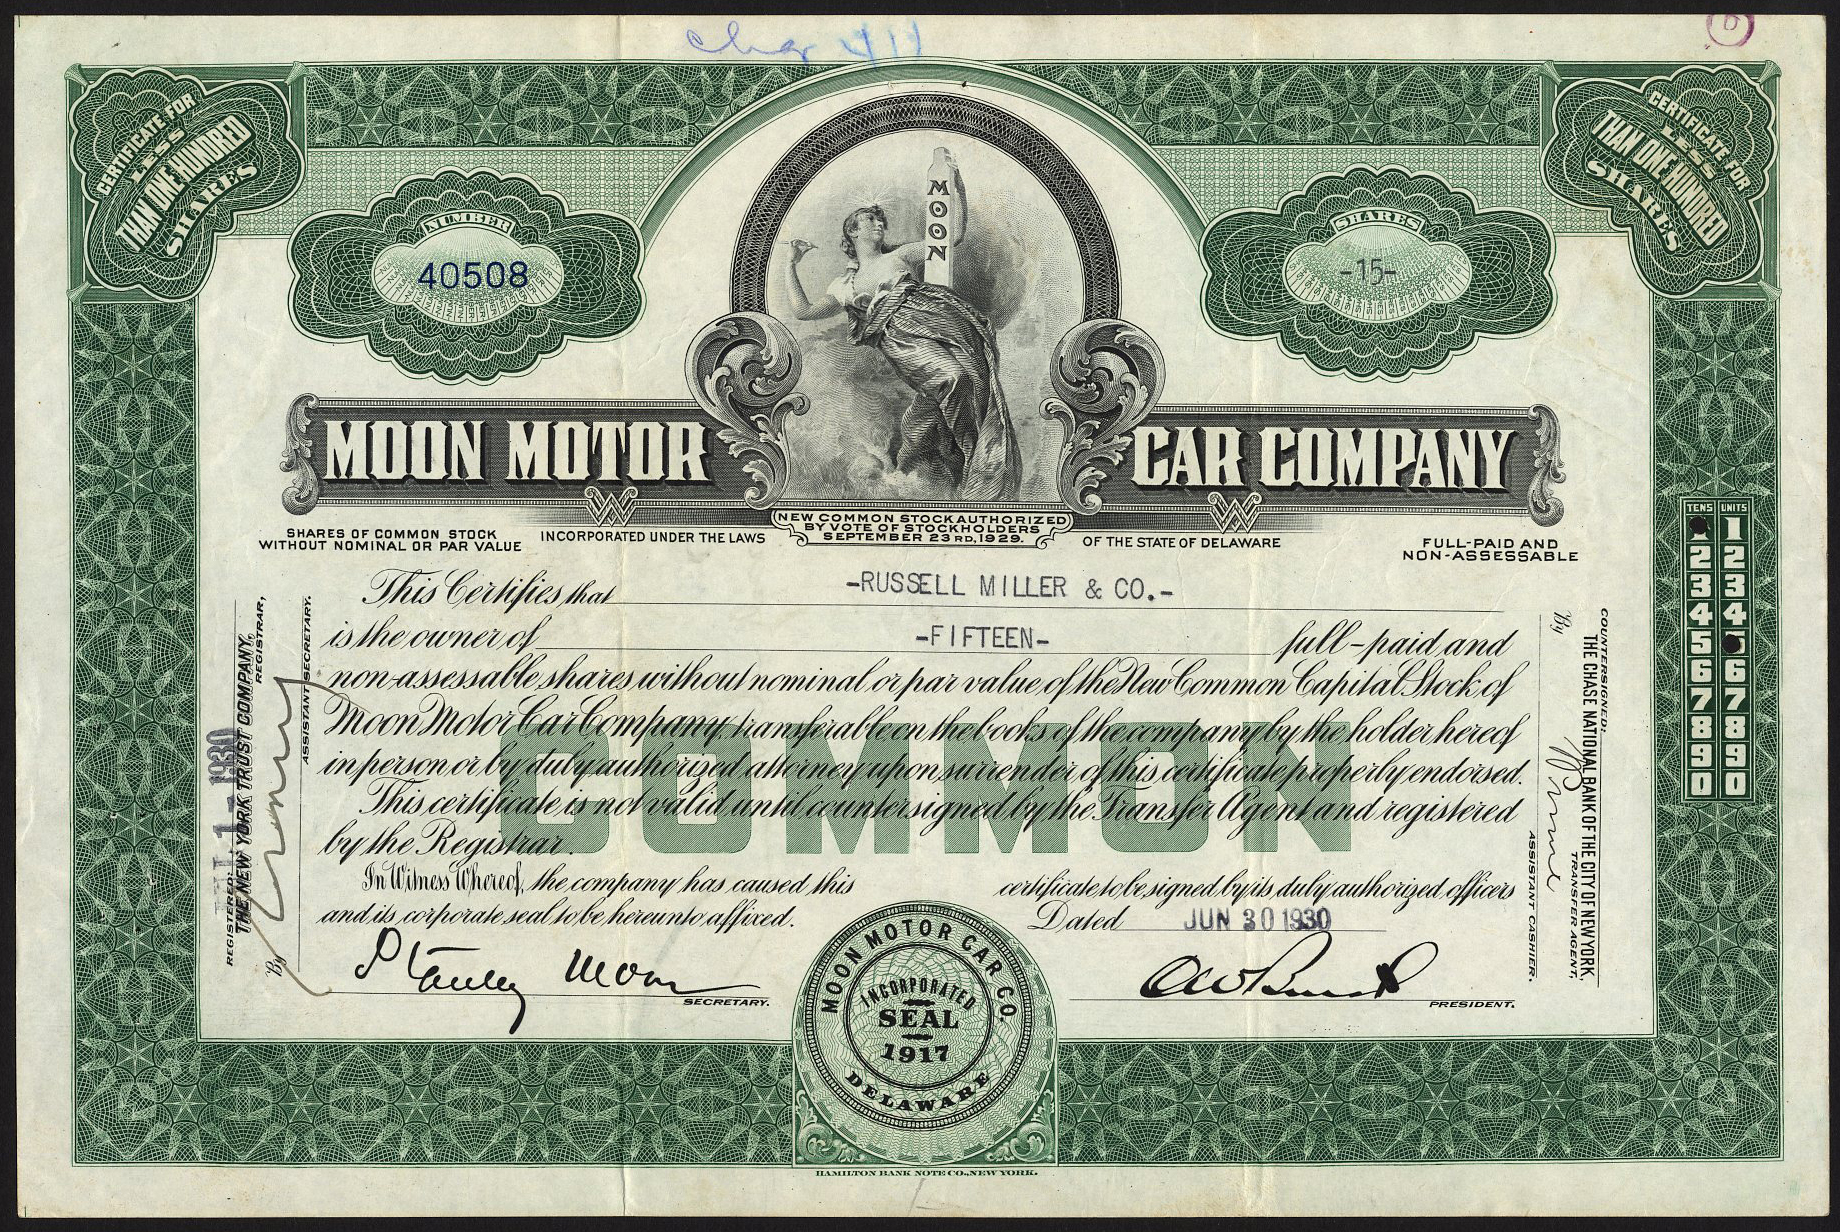 Chgr 411
CERTIFICATE FOR
LESS
THAN ONE HUNDRED
SHARES
CERTIFICATE FOR
LESS
THAN ONE HUNDRED
SHARES
NUMBER
40508
MOON
SHARES
-15-
MOON MOTOR CAR COMPANY
NEW COMMON STOCK AUTHORIZED
BY VOTE OF STOCKHOLDERS
SEPTEMBER 23RD, 1929.
SHARES OF COMMON STOCK
WITHOUT NOMINAL OR PAR VALUE
INCORPORATED UNDER THE LAWS
OF THE STATE OF DELAWARE
FULL-PAID AND
NON-ASSESSABLE
This Certifies that -RUSSELL MILLER & CO.-
is the owner of -FIFTEEN- full-paid and
non-assessable shares without nominal or par value of the New Common Capital Stock of
Moon Motor Car Company, transferable on the books of the company by the holder hereof
in person or by duly authorized attorney upon surrender of this certificate properly endorsed.
This certificate is not valid until countersigned by the Transfer Agent and registered
by the Registrar.
COMMON
In Witness Whereof, the company has caused this certificate to be signed by its duly authorized officers
and its corporate seal to be hereunto affixed.
Dated JUN 30 1930
Stanley Moon
SECRETARY.
PRESIDENT.
MOON MOTOR CAR CO.
INCORPORATED
SEAL
1917
DELAWARE
REGISTERED: JUL 1 - 1930
THE NEW YORK TRUST COMPANY,
REGISTRAR,
By
ASSISTANT SECRETARY.
COUNTERSIGNED:
THE CHASE NATIONAL BANK OF THE CITY OF NEW YORK,
TRANSFER AGENT,
By
ASSISTANT CASHIER.
TENS UNITS
1
2 2
3 3
4 4
5
6 6
7 7
8 8
9 9
0 0
HAMILTON BANK NOTE CO., NEW YORK.